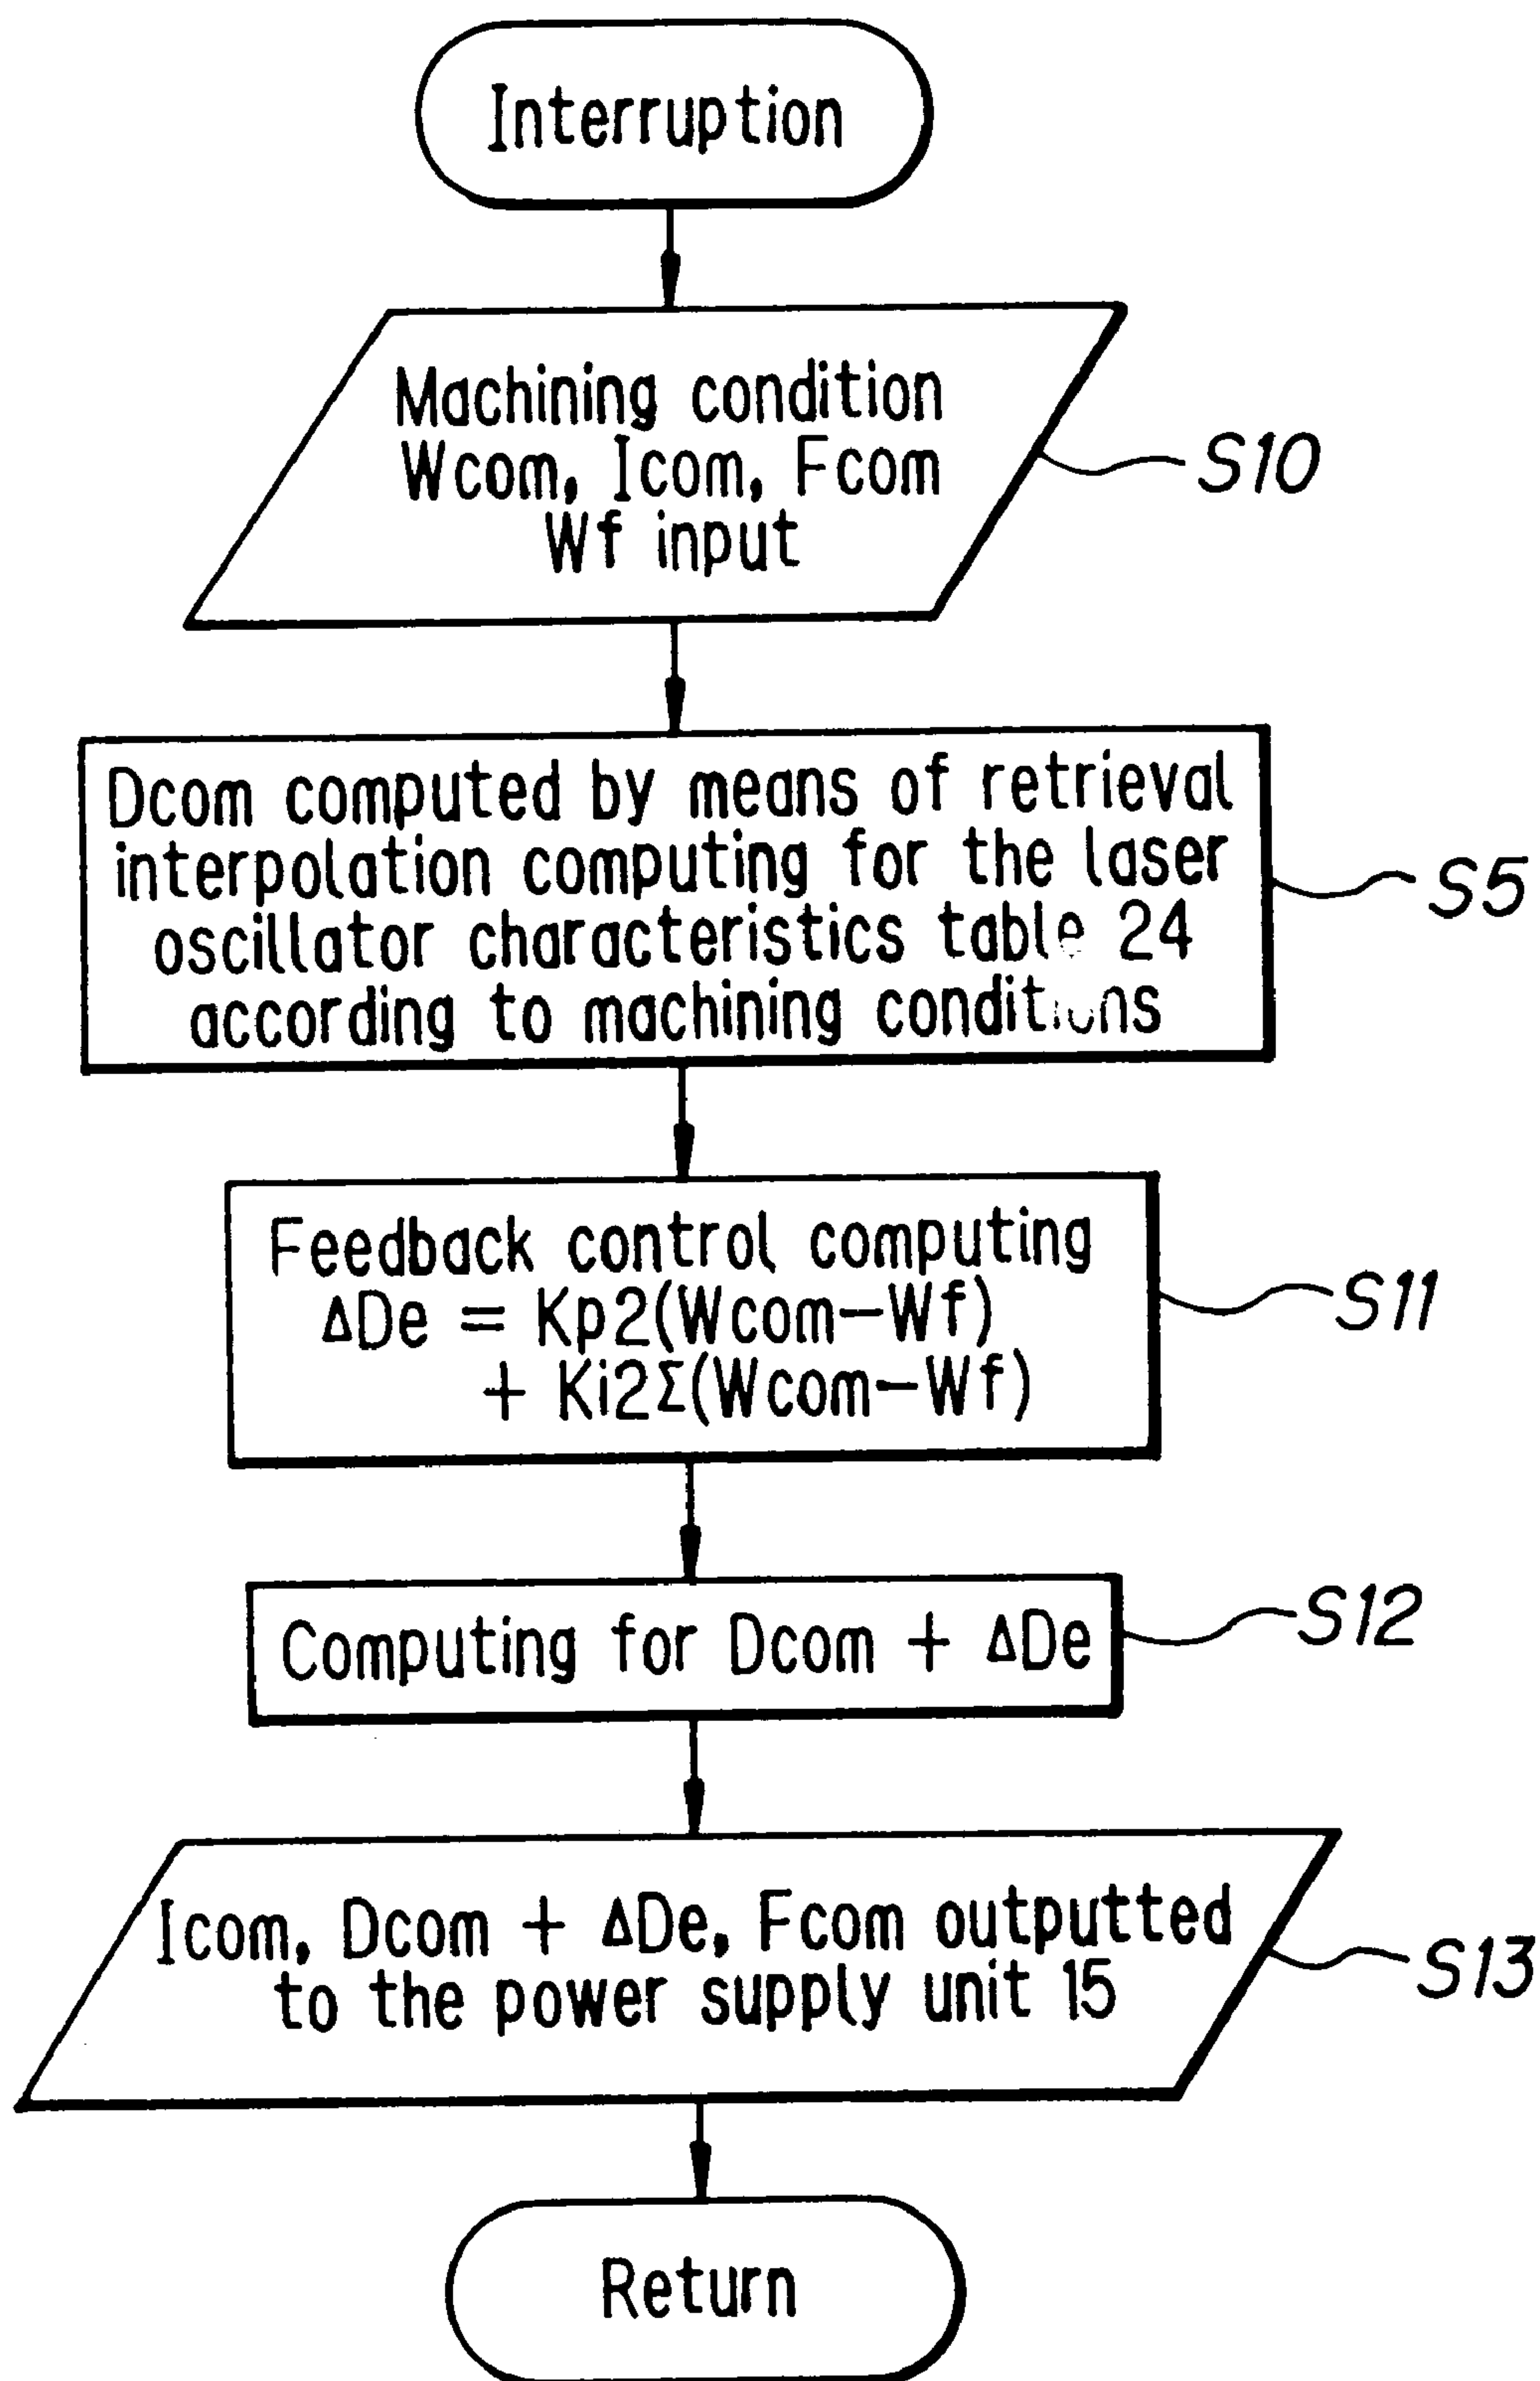 Interruption
Machining condition
Wcom, Icom, Fcom
Wf input
S10
Dcom computed by means of retrieval
interpolation computing for the laser
oscillator characteristics table 24
according to machining conditions
S5
Feedback control computing
ΔDe = Kp2(Wcom−Wf)
+ Ki2Σ(Wcom−Wf)
S11
Computing for Dcom + ΔDe
S12
Icom, Dcom + ΔDe, Fcom outputted
to the power supply unit 15
S13
Return